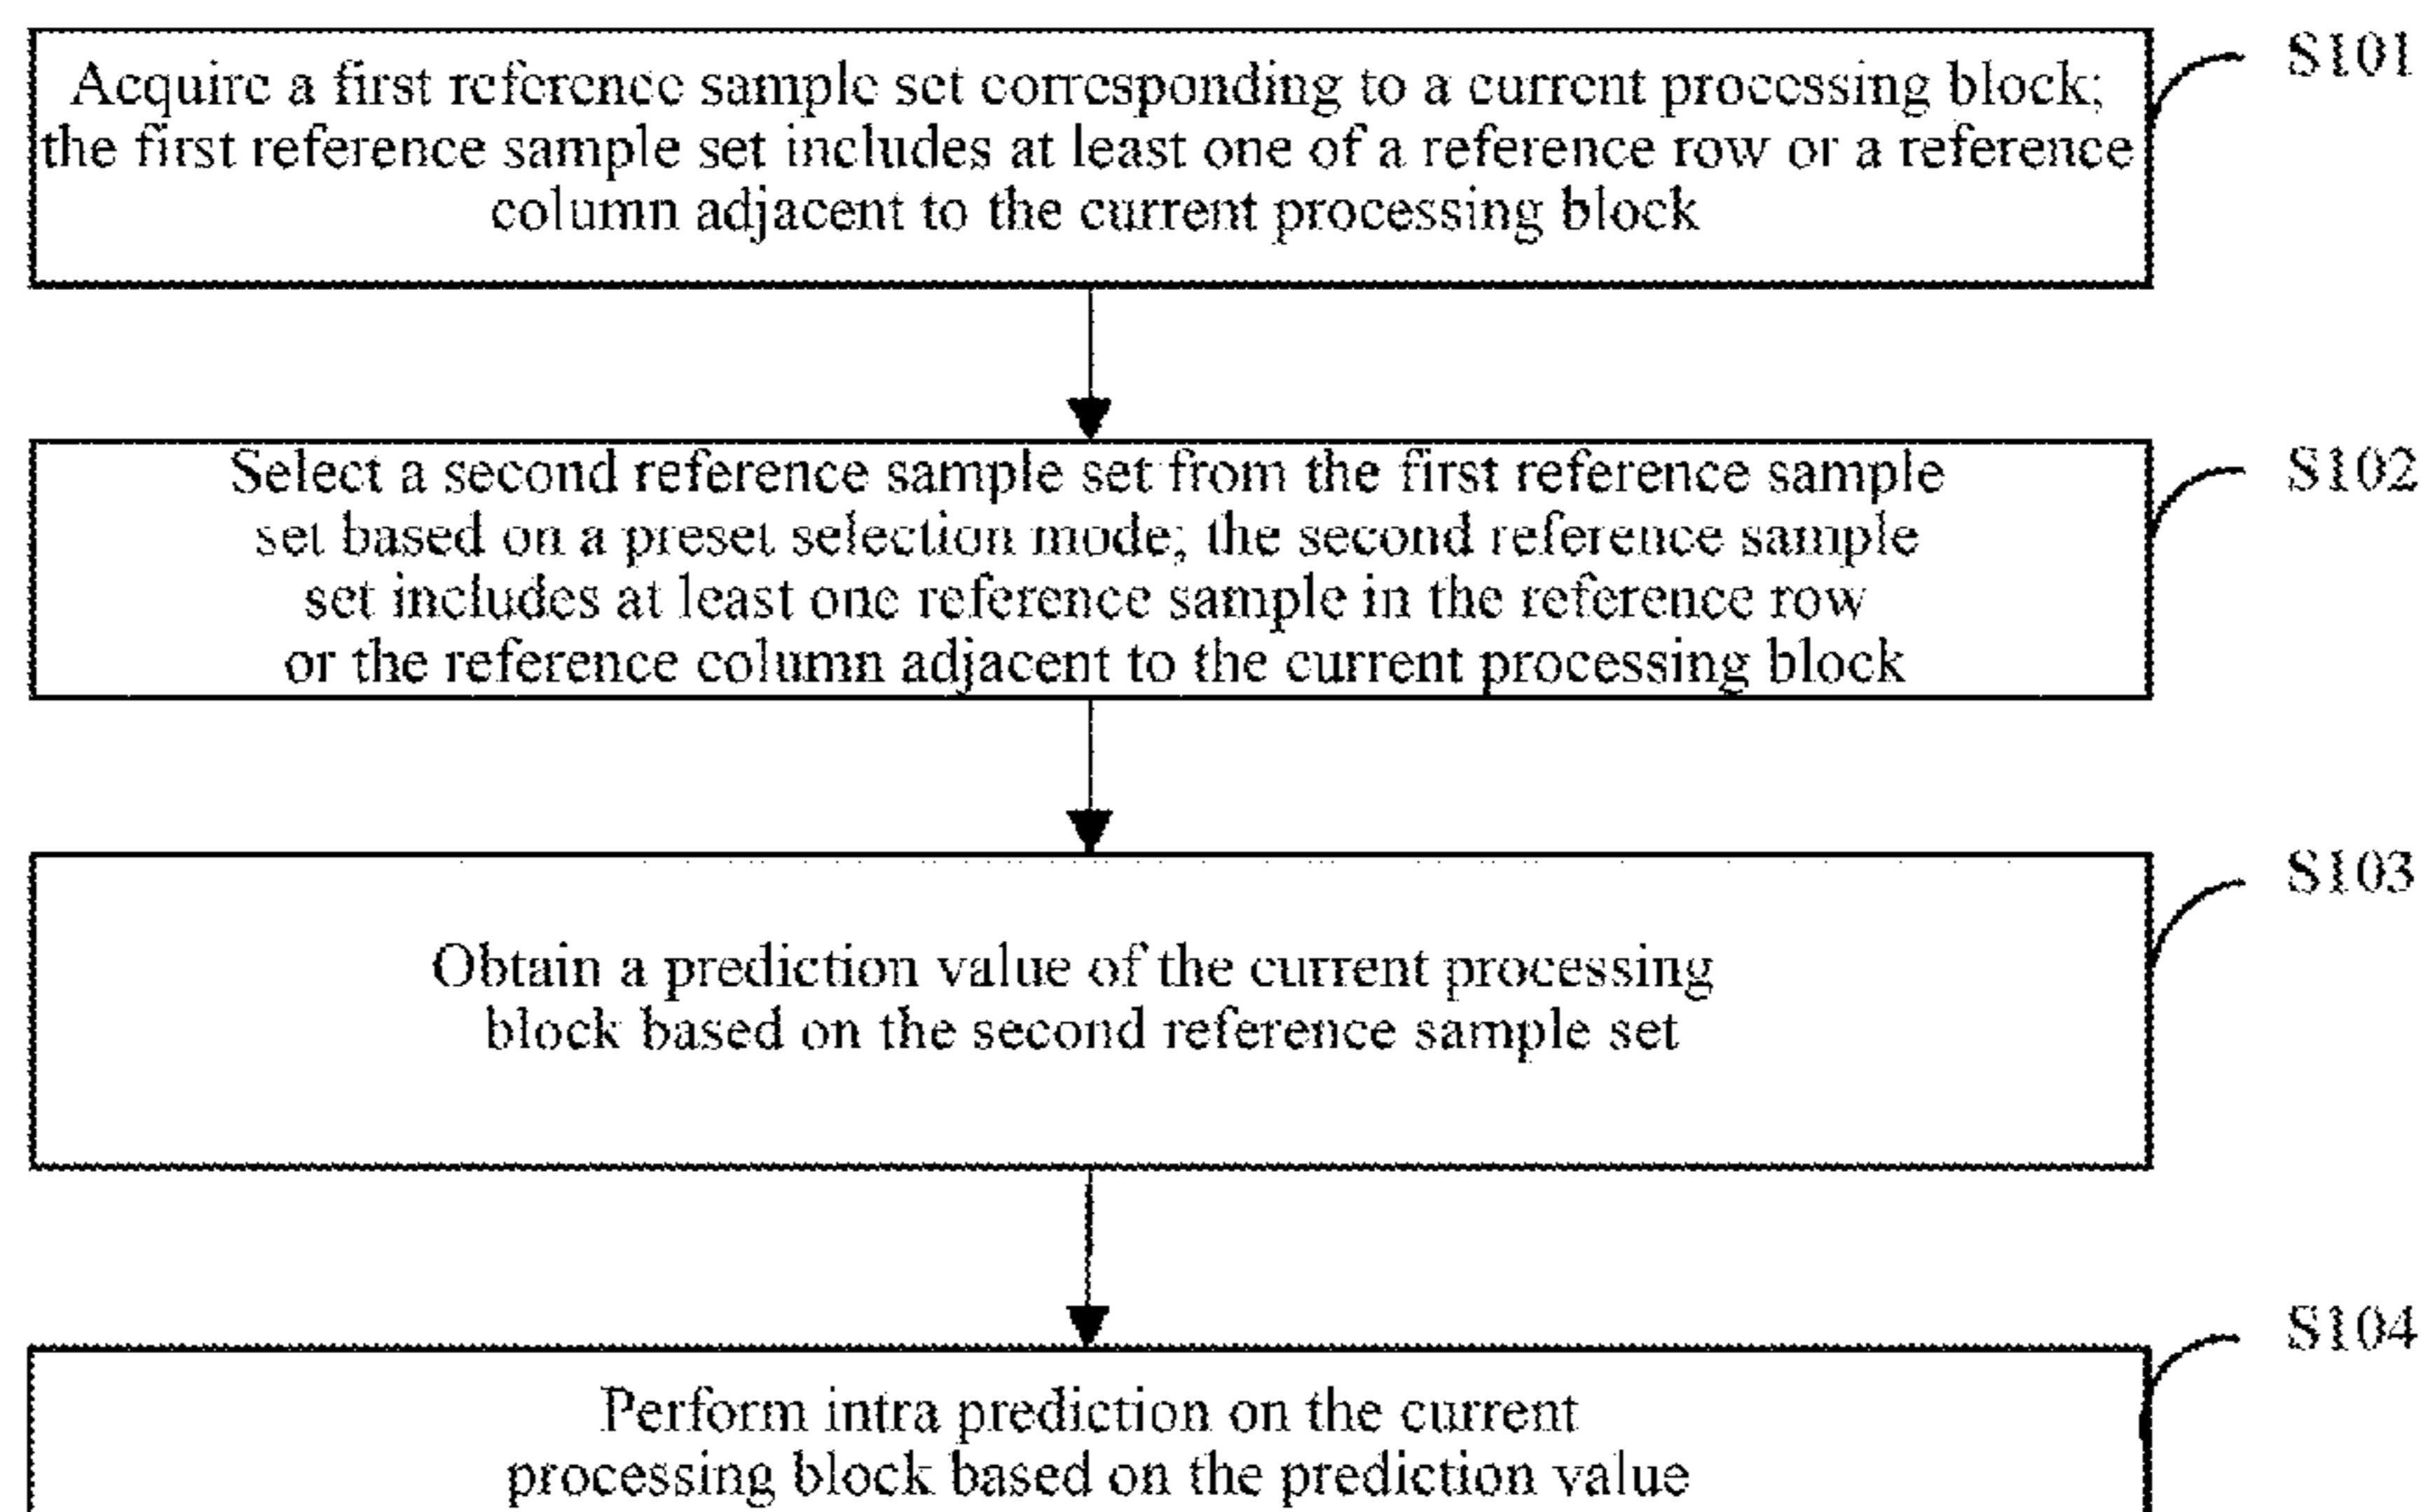 Acquire a first reference sample set corresponding to a current processing block;
the first reference sample set includes at least one of a reference row or a reference
column adjacent to the current processing block
S101
Select a second reference sample set from the first reference sample
set based on a preset selection mode; the second reference sample
set includes at least one reference sample in the reference row
or the reference column adjacent to the current processing block
S102
Obtain a prediction value of the current processing
block based on the second reference sample set
S103
Perform intra prediction on the current
processing block based on the prediction value
S104